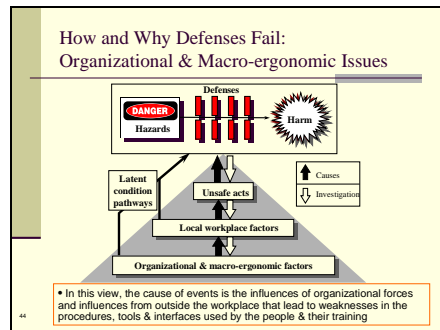 How and Why Defenses Fail:
Organizational & Macro-ergonomic Issues
Defenses
DANGER
Hazards
Harm
Latent
condition
pathways
Causes
Investigation
Unsafe acts
Local workplace factors
Organizational & macro-ergonomic factors
• In this view, the cause of events is the influences of organizational forces
and influences from outside the workplace that lead to weaknesses in the
procedures, tools & interfaces used by the people & their training
44